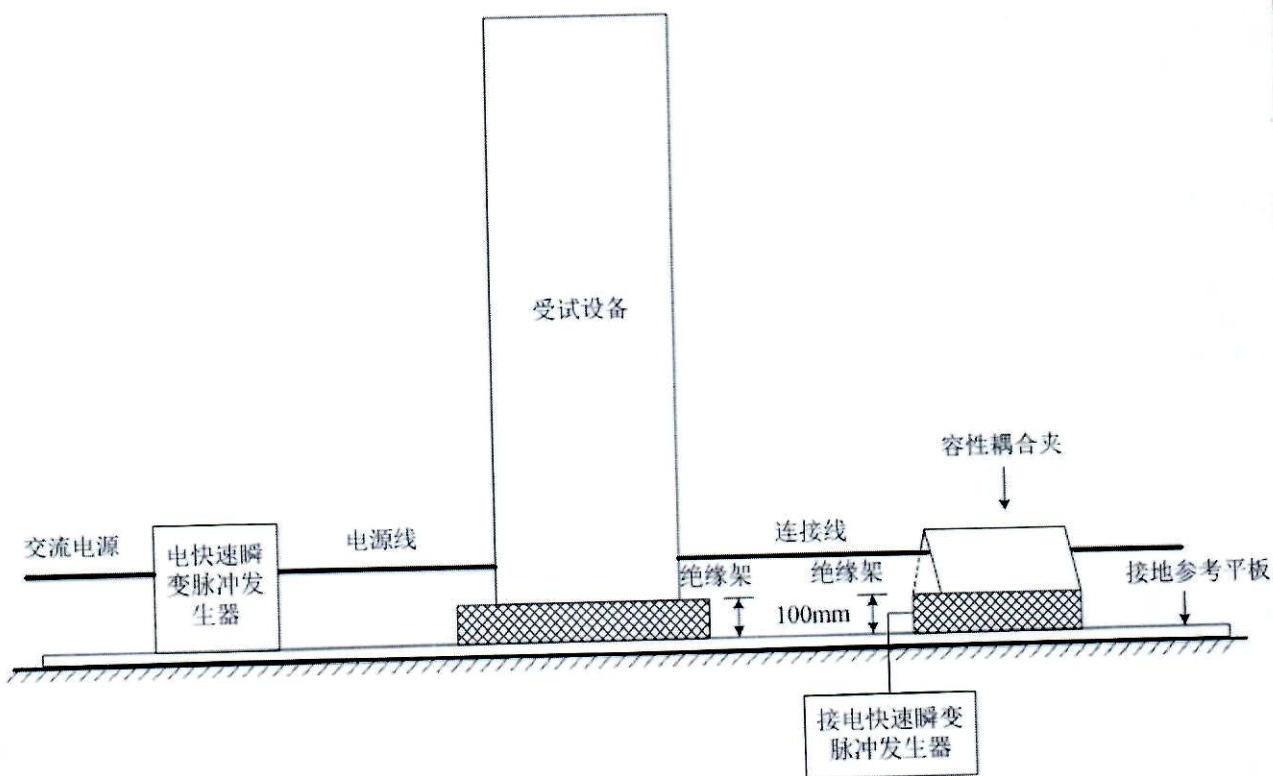 受试设备
容性耦合夹
交流电源
电快速瞬
变脉冲发
生器
电源线
连接线
绝缘架
绝缘架
100mm
接地参考平板
接电快速瞬变
脉冲发生器